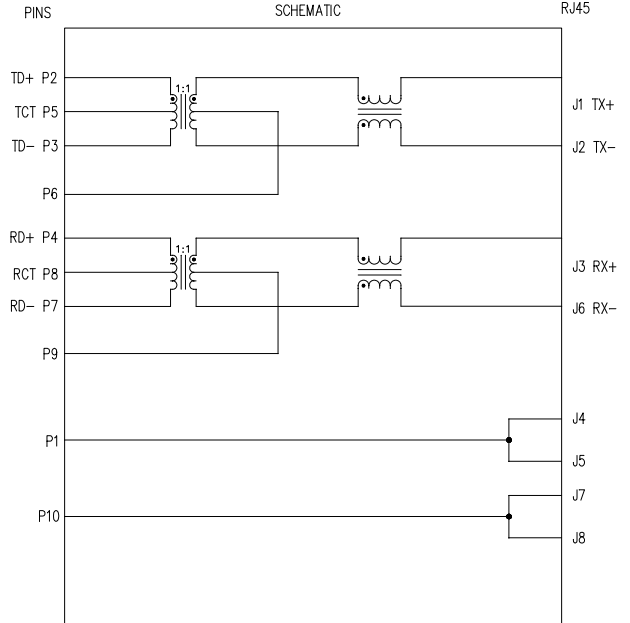 PINS SCHEMATIC RJ45
TD+ P2
1:1
J1 TX+
TCT P5
TD- P3
J2 TX-
P6
RD+ P4
1:1
J3 RX+
RCT P8
RD- P7
J6 RX-
P9
J4
P1
J5
J7
P10
J8